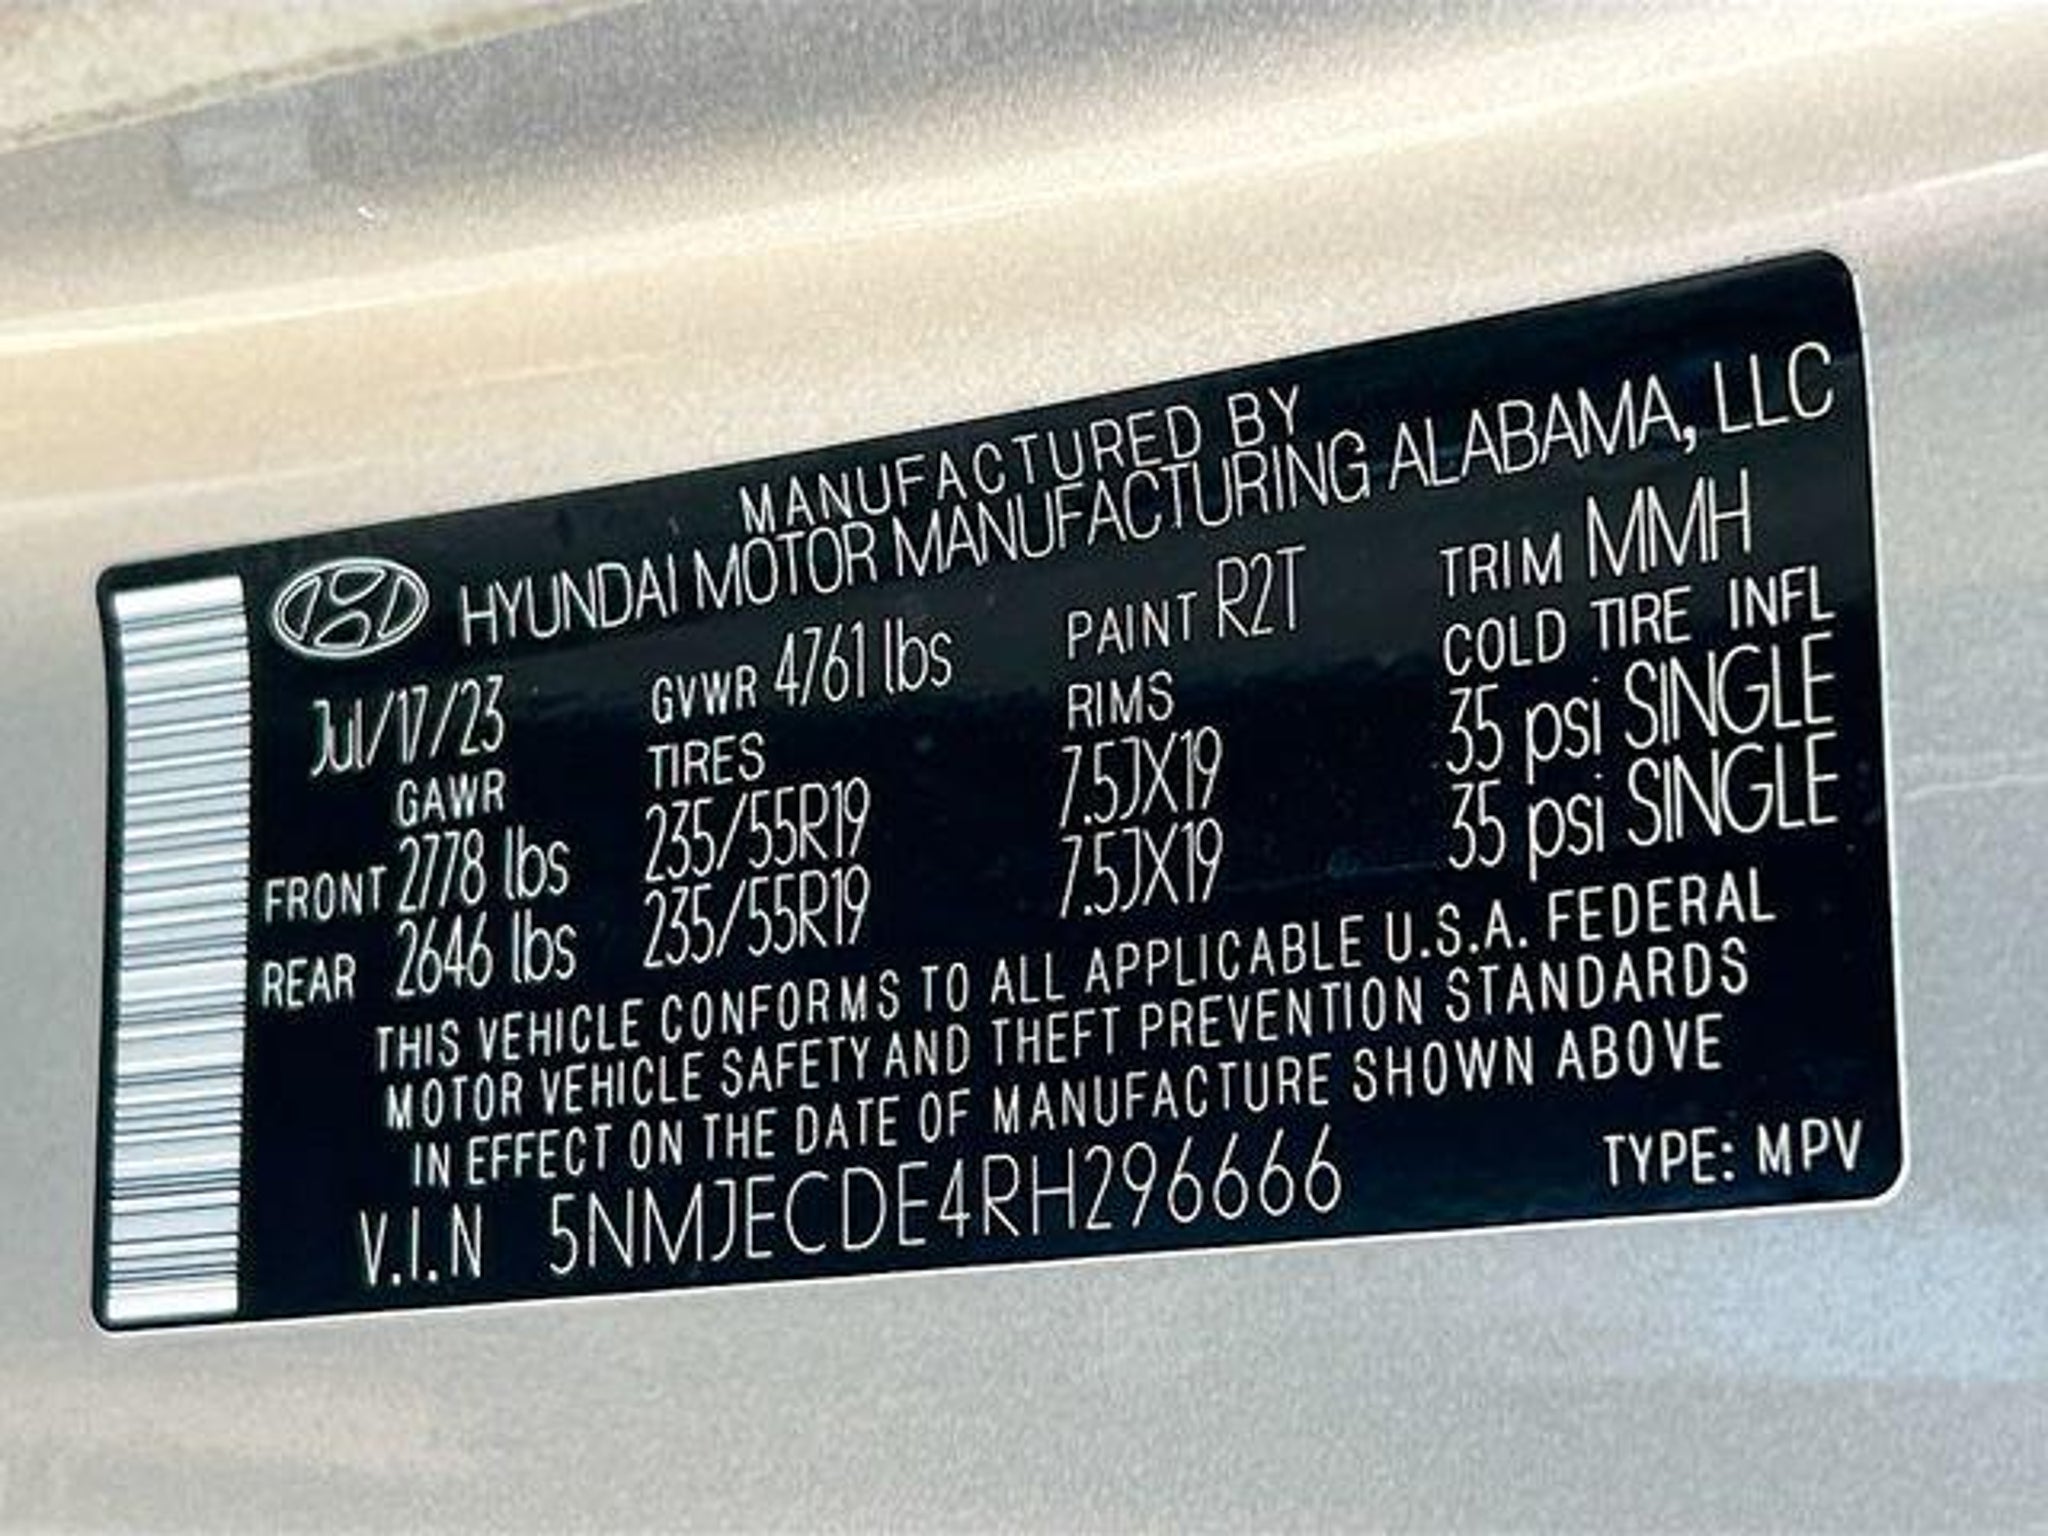 MANUFACTURED BY
HYUNDAI MOTOR MANUFACTURING ALABAMA, LLC
Jul/17/23 GVWR 4761 lbs PAINT R2T TRIM MMH
GAWR TIRES RIMS COLD TIRE INFL
FRONT 2778 lbs 235/55R19 7.5JX19 35 psi SINGLE
REAR 2646 lbs 235/55R19 7.5JX19 35 psi SINGLE
THIS VEHICLE CONFORMS TO ALL APPLICABLE U.S.A. FEDERAL
MOTOR VEHICLE SAFETY AND THEFT PREVENTION STANDARDS
IN EFFECT ON THE DATE OF MANUFACTURE SHOWN ABOVE
V.I.N 5NMJECDE4RH296666 TYPE: MPV